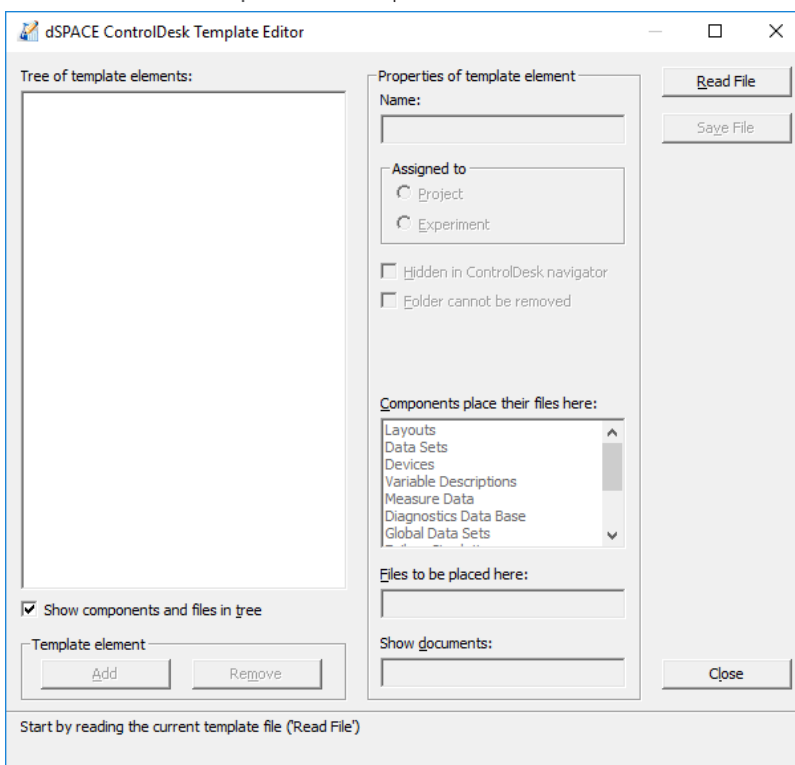 dSPACE ControlDesk Template Editor
Tree of template elements:
Show components and files in tree
Template element
Add
Remove
Properties of template element
Name:
Assigned to
Project
Experiment
Hidden in ControlDesk navigator
Folder cannot be removed
Components place their files here:
Layouts
Data Sets
Devices
Variable Descriptions
Measure Data
Diagnostics Data Base
Global Data Sets
Files to be placed here:
Show documents:
Read File
Save File
Close
Start by reading the current template file ('Read File')